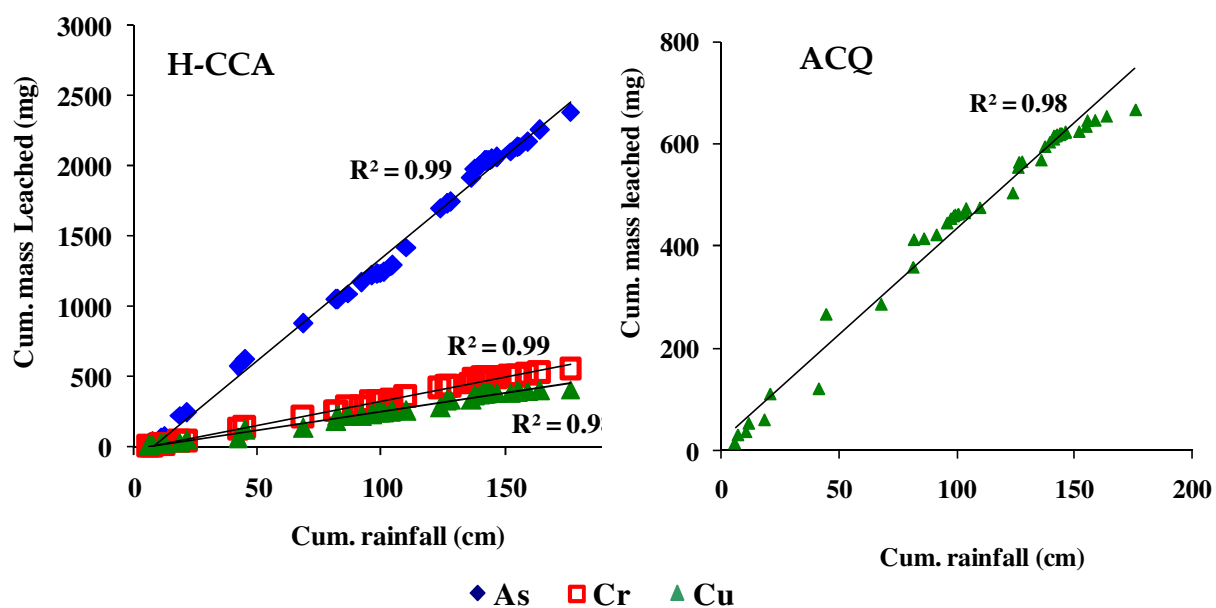 H-CCA
Cum. mass Leached (mg)
3000
2500
2000
1500
1000
500
0
R² = 0.99
R² = 0.99
0 50 100 150
Cum. rainfall (cm)
ACQ
Cum. mass leached (mg)
800
600
400
200
0
R² = 0.98
0 50 100 150 200
Cum. rainfall (cm)
As Cr Cu